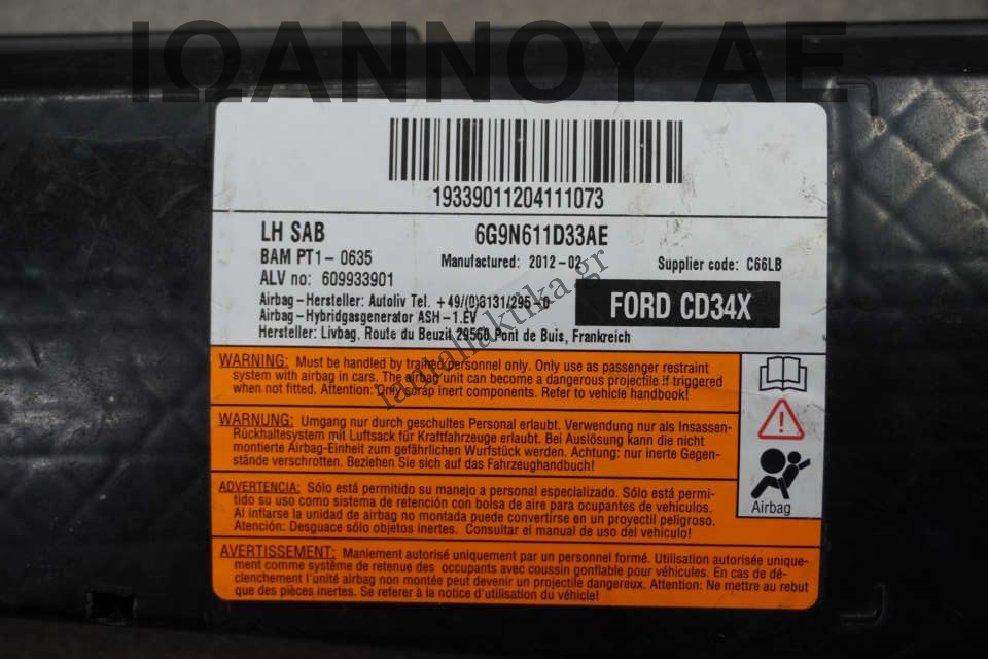 ΙΩΑΝΝΟΥ ΑΕ
19339011204111073
LH SAB
6G9N611D33AE
BAM PT1- 0635
Manufactured: 2012-02
Supplier code: C66LB
ALV no: 609933901
Airbag-Hersteller: Autoliv Tel. +49/(0)8131/295-0
FORD CD34X
Airbag-Hybridgasgenerator ASH-1.EV
Hersteller: Livbag, Route du Beuzit 29560 Pont de Buis, Frankreich
WARNING: Must be handled by trained personnel only. Only use as passenger restraint
system with airbag in cars. The airbag unit can become a dangerous projectile if triggered
when not fitted. Attention: Only scrap inert components. Refer to vehicle handbook!
WARNUNG: Umgang nur durch geschultes Personal erlaubt. Verwendung nur als Insassen-
Rückhaltesystem mit Luftsack für Kraftfahrzeuge erlaubt. Bei Auslösung kann die nicht
montierte Airbag-Einheit zum gefährlichen Wurfstück werden. Achtung: nur inerte Gegen-
stände verschrotten. Beziehen Sie sich auf das Fahrzeughandbuch!
ADVERTENCIA: Sólo está permitido su manejo a personal especializado. Sólo está permi-
tido su uso como sistema de retención con bolsa de aire para ocupantes de vehículos.
Al inflarse la unidad de airbag no montada puede convertirse en un proyectil peligroso.
Atención: Desguace sólo objetos inertes. Consultar el manual de uso del vehículo!
Airbag
AVERTISSEMENT: Maniement autorisé uniquement par un personnel formé. Utilisation autorisée unique-
ment comme système de retenue des occupants avec coussin gonflable pour véhicules. En cas de dé-
clenchement l'unité airbag non montée peut devenir un projectile dangereux. Attention: Ne mettre au rebut
que des pièces inertes. Se referer à la notice d'utilisation du véhicule!
iantallaktika.gr